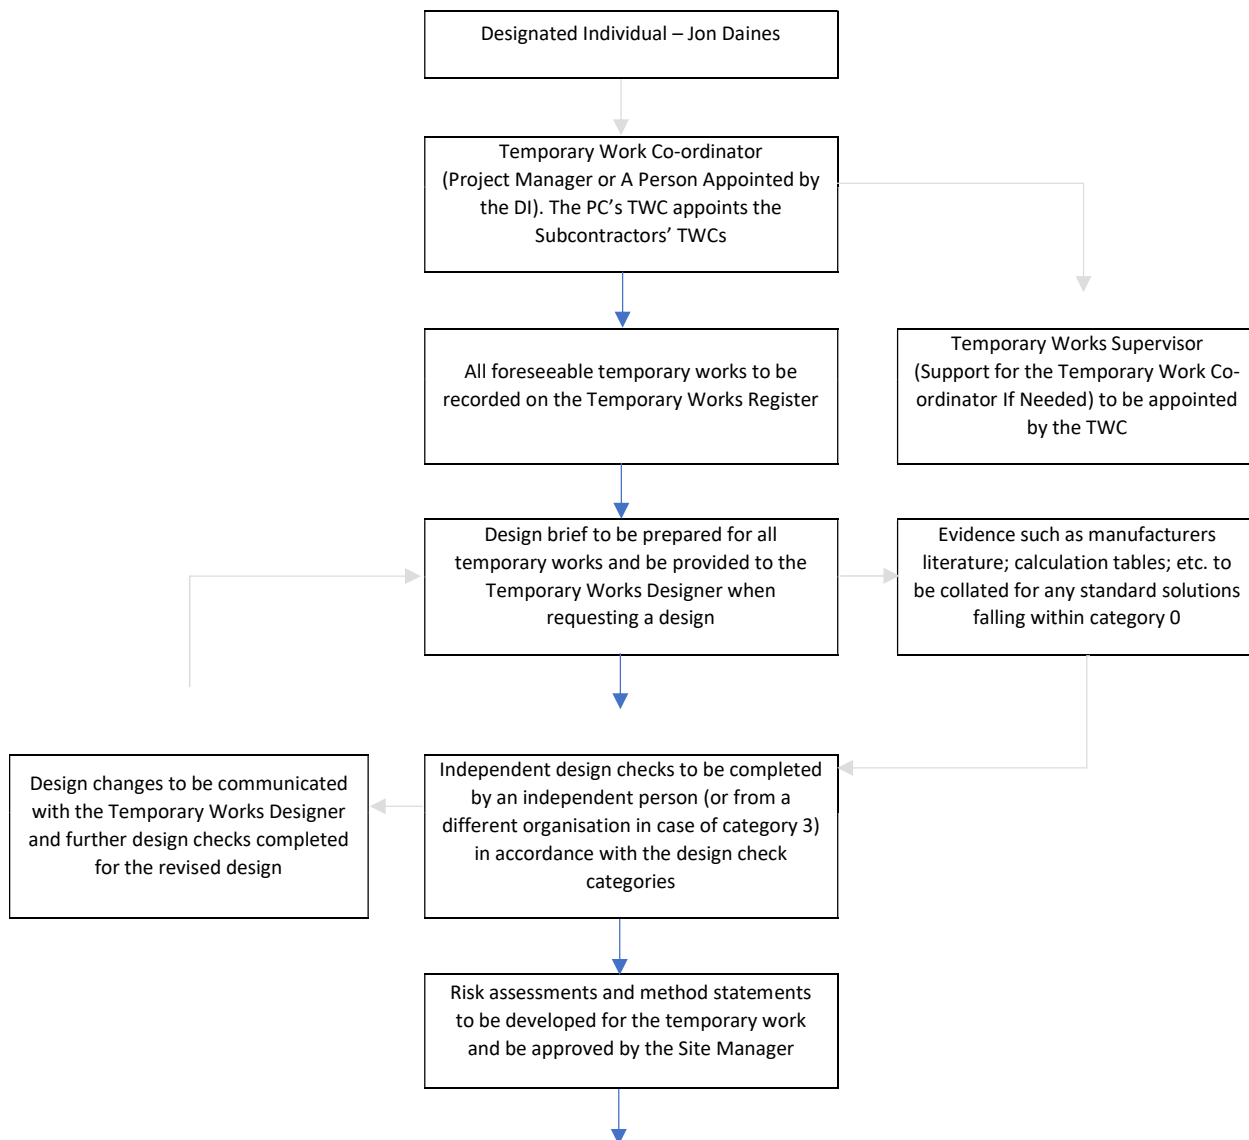 Designated Individual – Jon Daines
Temporary Work Co-ordinator
(Project Manager or A Person Appointed by
the DI). The PC’s TWC appoints the
Subcontractors’ TWCs
All foreseeable temporary works to be
recorded on the Temporary Works Register
Temporary Works Supervisor
(Support for the Temporary Work Co-
ordinator If Needed) to be appointed
by the TWC
Design brief to be prepared for all
temporary works and be provided to the
Temporary Works Designer when
requesting a design
Evidence such as manufacturers
literature; calculation tables; etc. to
be collated for any standard solutions
falling within category 0
Design changes to be communicated
with the Temporary Works Designer
and further design checks completed
for the revised design
Independent design checks to be completed
by an independent person (or from a
different organisation in case of category 3)
in accordance with the design check
categories
Risk assessments and method statements
to be developed for the temporary work
and be approved by the Site Manager